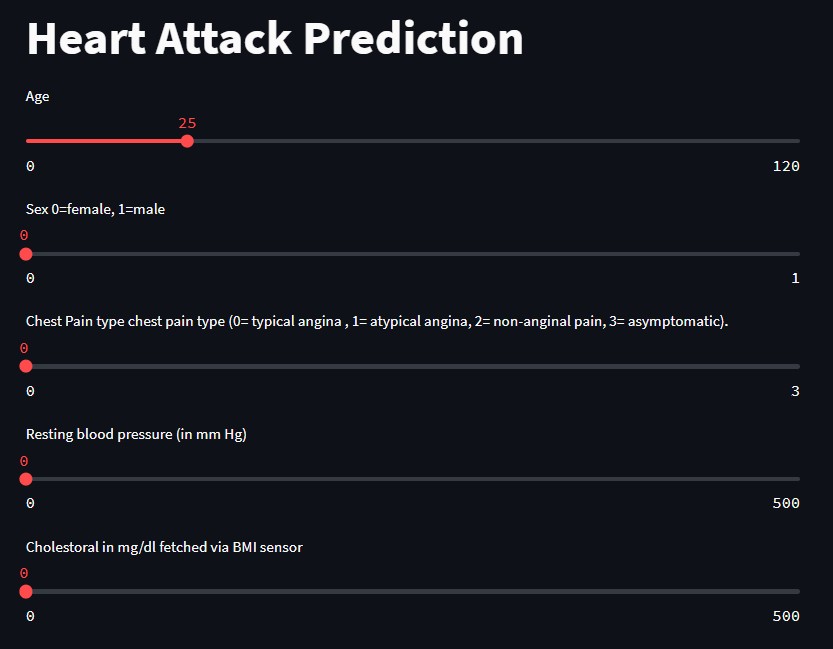 Heart Attack Prediction
Age
25
0 120
Sex 0=female, 1=male
0
0 1
Chest Pain type chest pain type (0= typical angina , 1= atypical angina, 2= non-anginal pain, 3= asymptomatic).
0
0 3
Resting blood pressure (in mm Hg)
0
0 500
Cholestoral in mg/dl fetched via BMI sensor
0
0 500